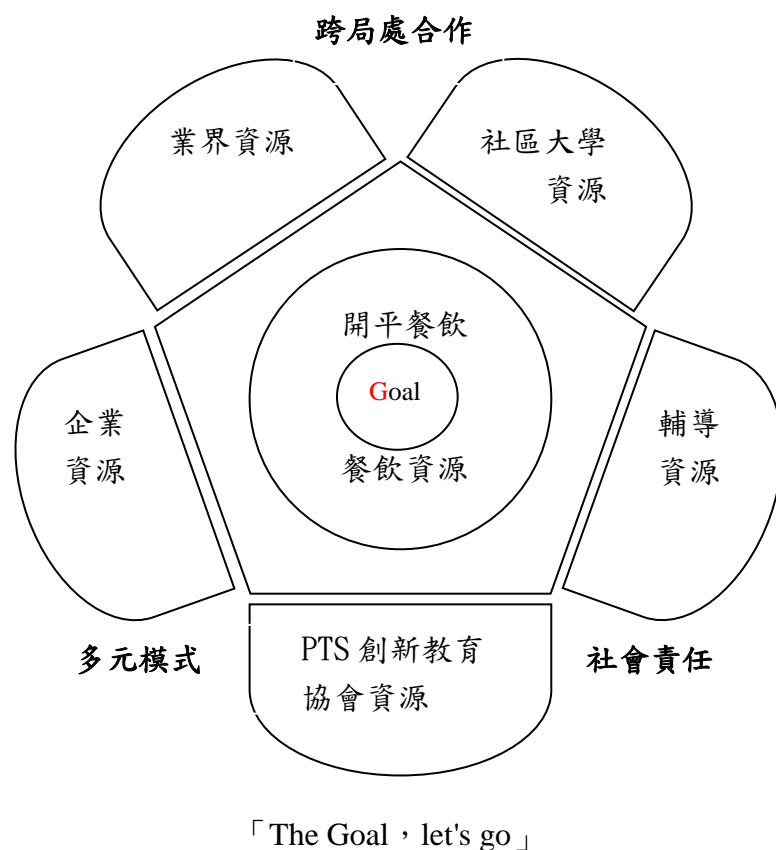 跨局處合作
業界資源
社區大學
資源
開平餐飲
Goal
餐飲資源
企業
資源
輔導
資源
多元模式
PTS 創新教育
協會資源
社會責任
「The Goal，let's go」